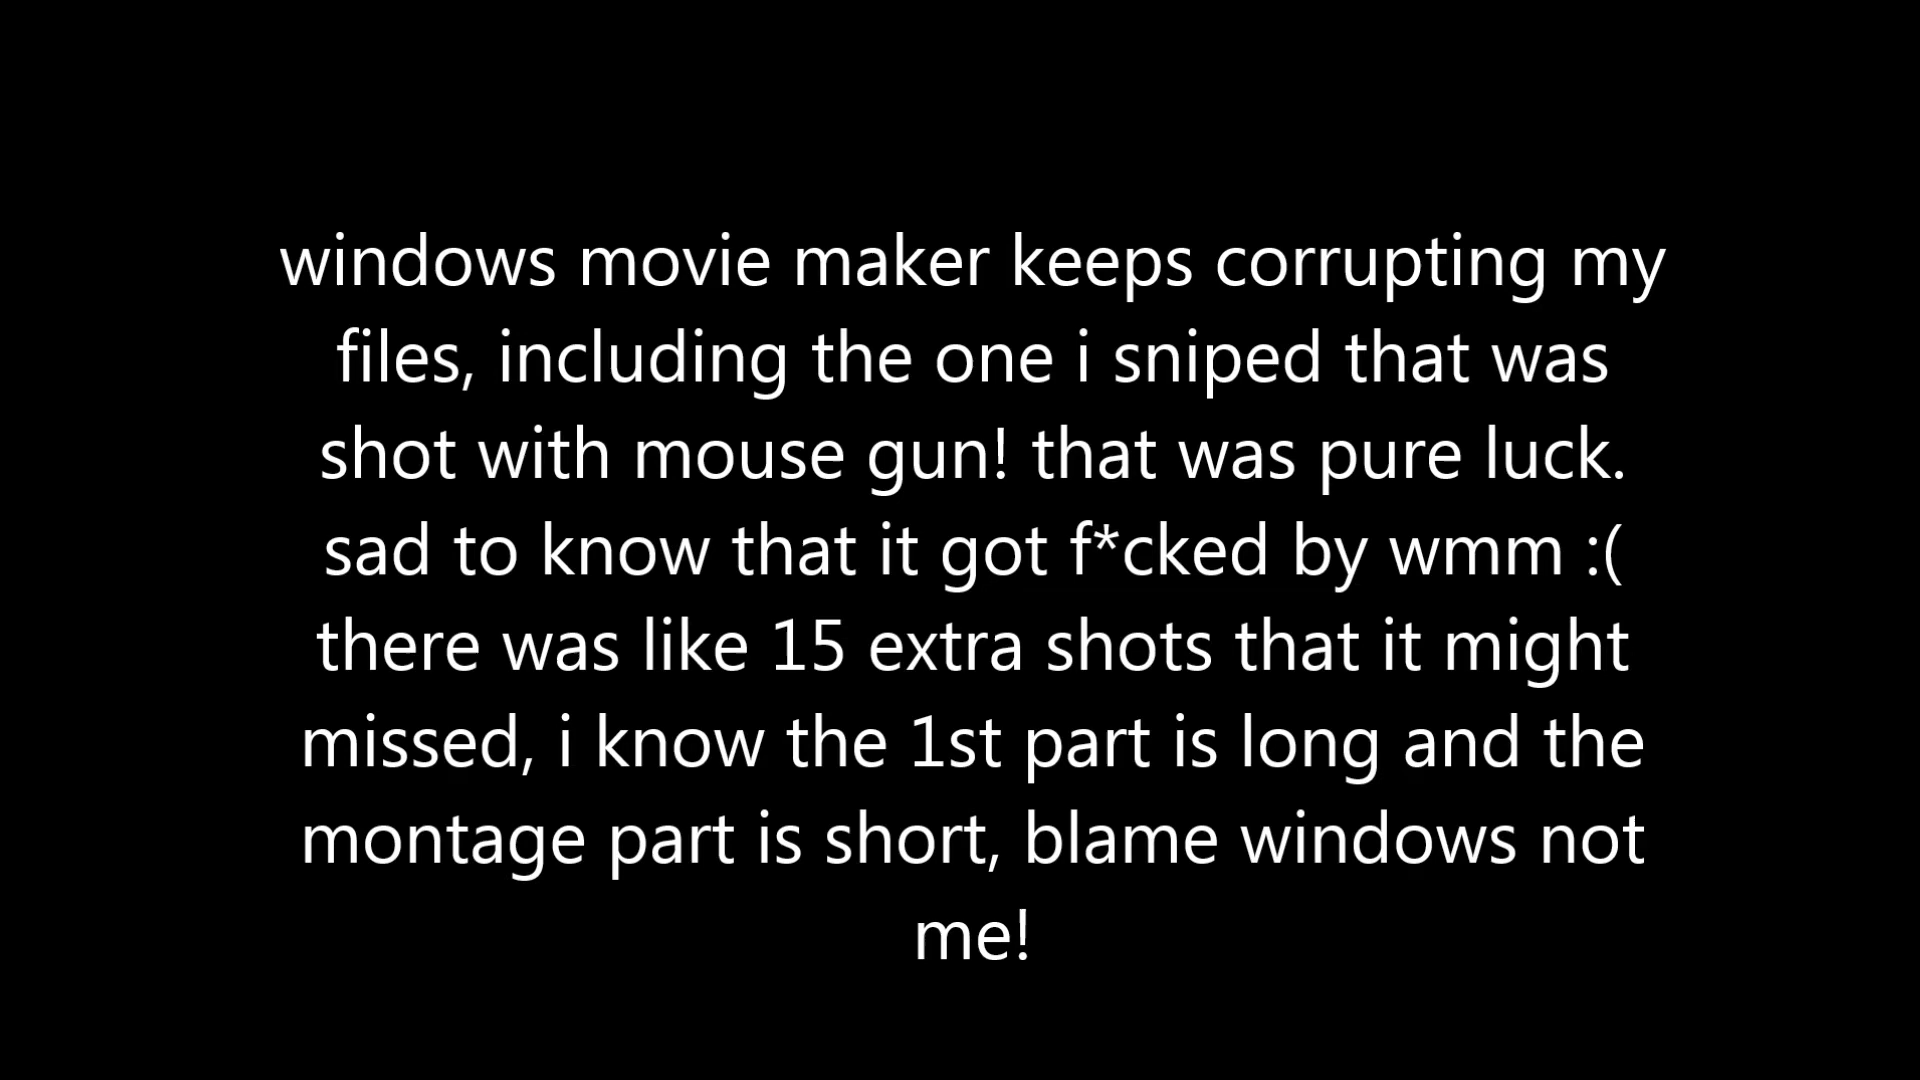 windows movie maker keeps corrupting my
files, including the one i sniped that was
shot with mouse gun! that was pure luck.
sad to know that it got f*cked by wmm :(
there was like 15 extra shots that it might
missed, i know the 1st part is long and the
montage part is short, blame windows not
me!